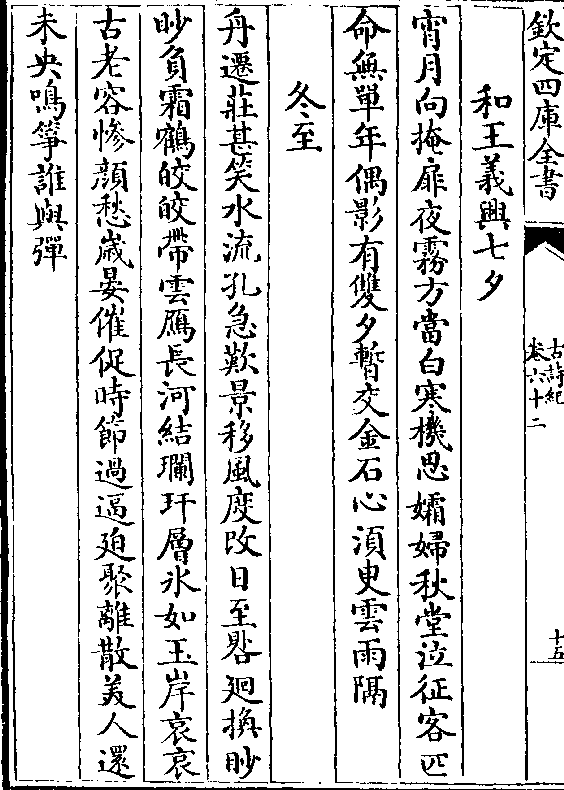 欽定四庫全書
古詩紀
卷六十二
十五
和王義興七夕
宵月向掩扉夜霧方當白寒機思孀婦秋堂泣征客匹
命無單年偶影有雙夕暫交金石心須臾雲雨隔
冬至
舟遷莊甚笑水流孔急歎景移風度改日至晷迴換眇
眇負霜鶴皎皎帶雲鴈長河結瓓玕層氷如玉岸哀哀
古老容慘顔愁嵗晏催促時節過逼廹聚離散美人還
未央鳴箏誰與彈